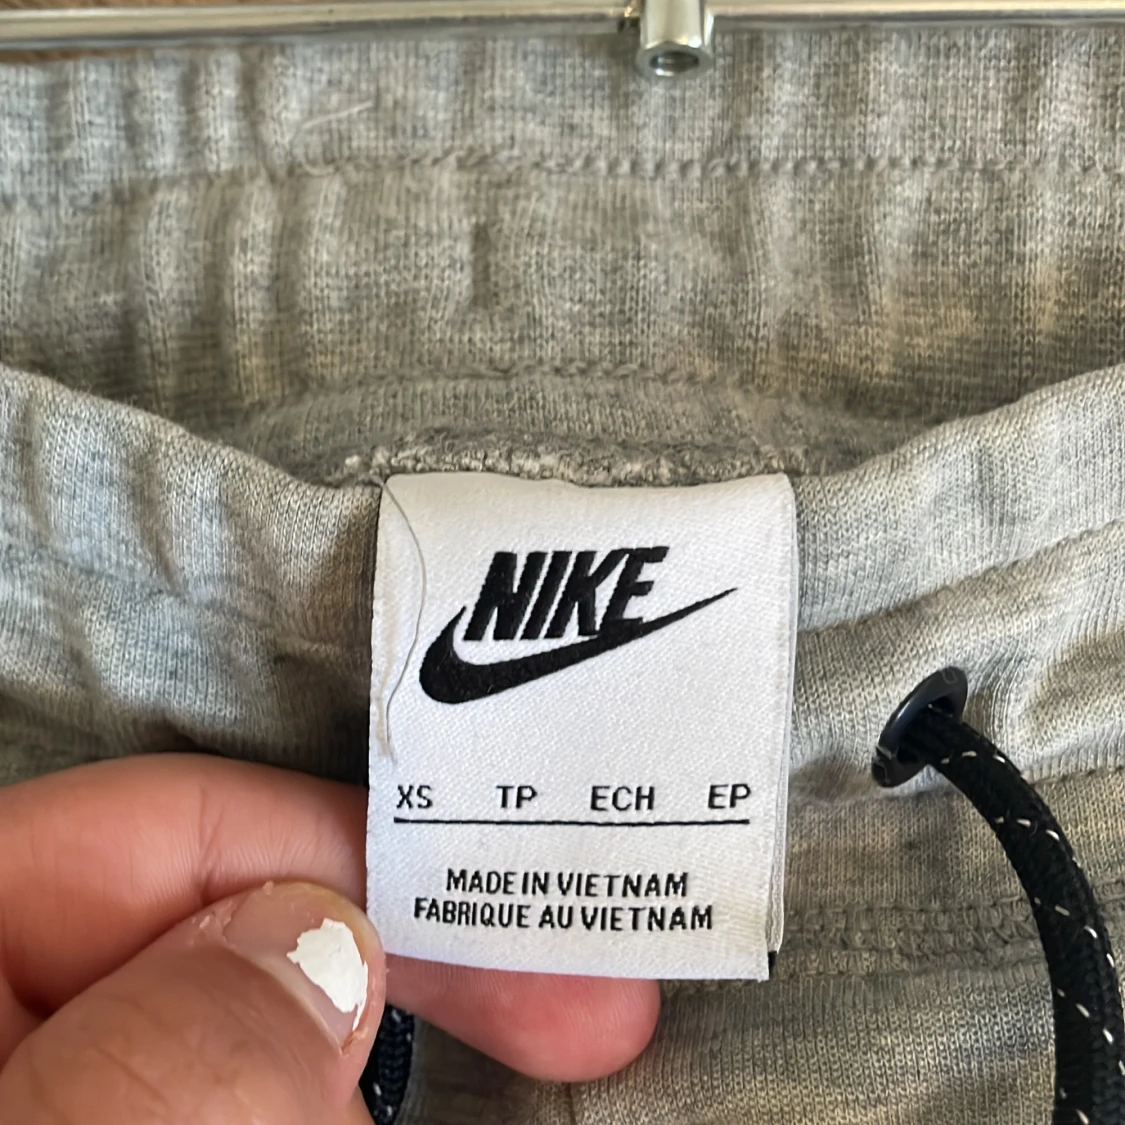 NIKE
XS TP ECH EP
MADE IN VIETNAM
FABRIQUE AU VIETNAM